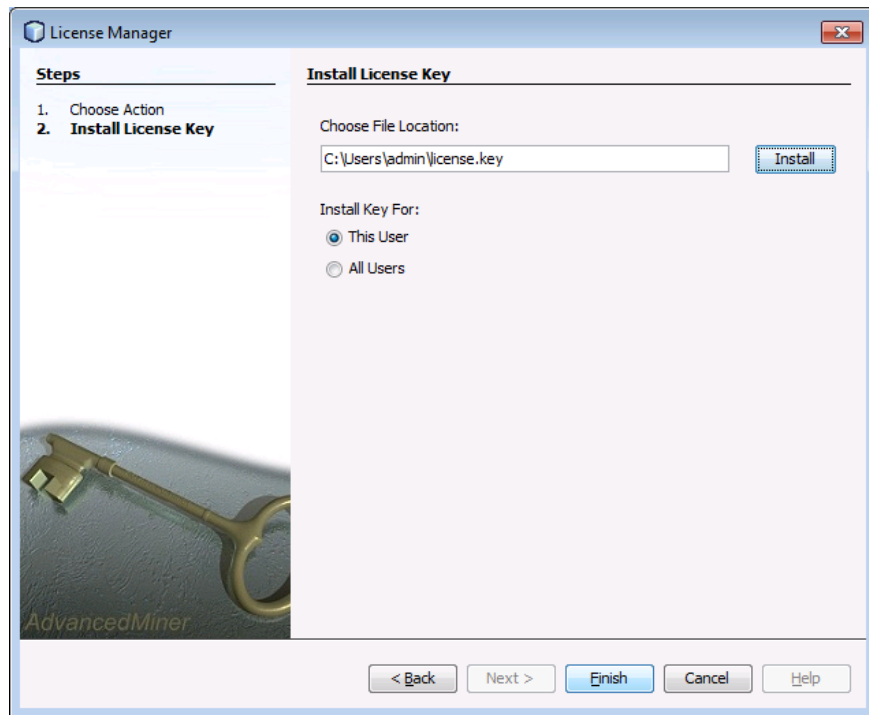 License Manager
Steps
1. Choose Action
2. Install License Key
Install License Key
Choose File Location:
C:\Users\admin\license.key
Install
Install Key For:
This User
All Users
AdvancedMiner
< Back
Next >
Finish
Cancel
Help